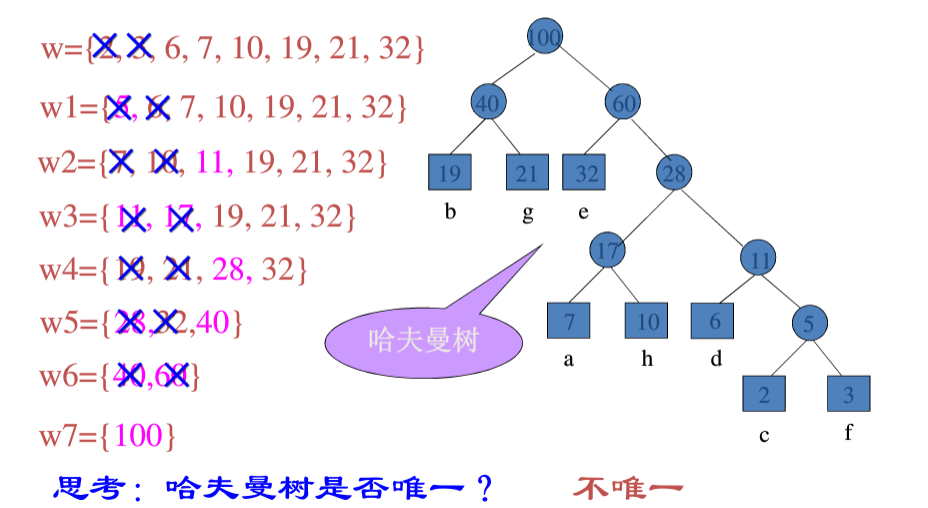 w={2, 3, 6, 7, 10, 19, 21, 32}
w1={5, 6, 7, 10, 19, 21, 32}
w2={7, 10, 11, 19, 21, 32}
w3={11, 17, 19, 21, 32}
w4={19, 21, 28, 32}
w5={28,32,40}
w6={40,60}
w7={100}
100
40
60
19
21
32
28
b
g
e
17
11
7
10
6
5
a
h
d
2
3
c
f
哈夫曼树
思考：哈夫曼树是否唯一？ 不唯一